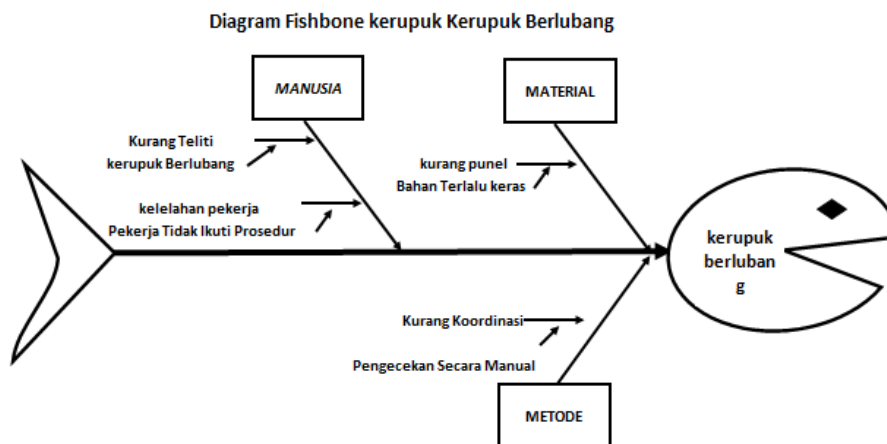 Diagram Fishbone kerupuk Kerupuk Berlubang
MANUSIA
MATERIAL
Kurang Teliti
kerupuk Berlubang
kurang punel
Bahan Terlalu keras
kelelahan pekerja
Pekerja Tidak Ikuti Prosedur
kerupuk
berluban
g
Kurang Koordinasi
Pengecekan Secara Manual
METODE